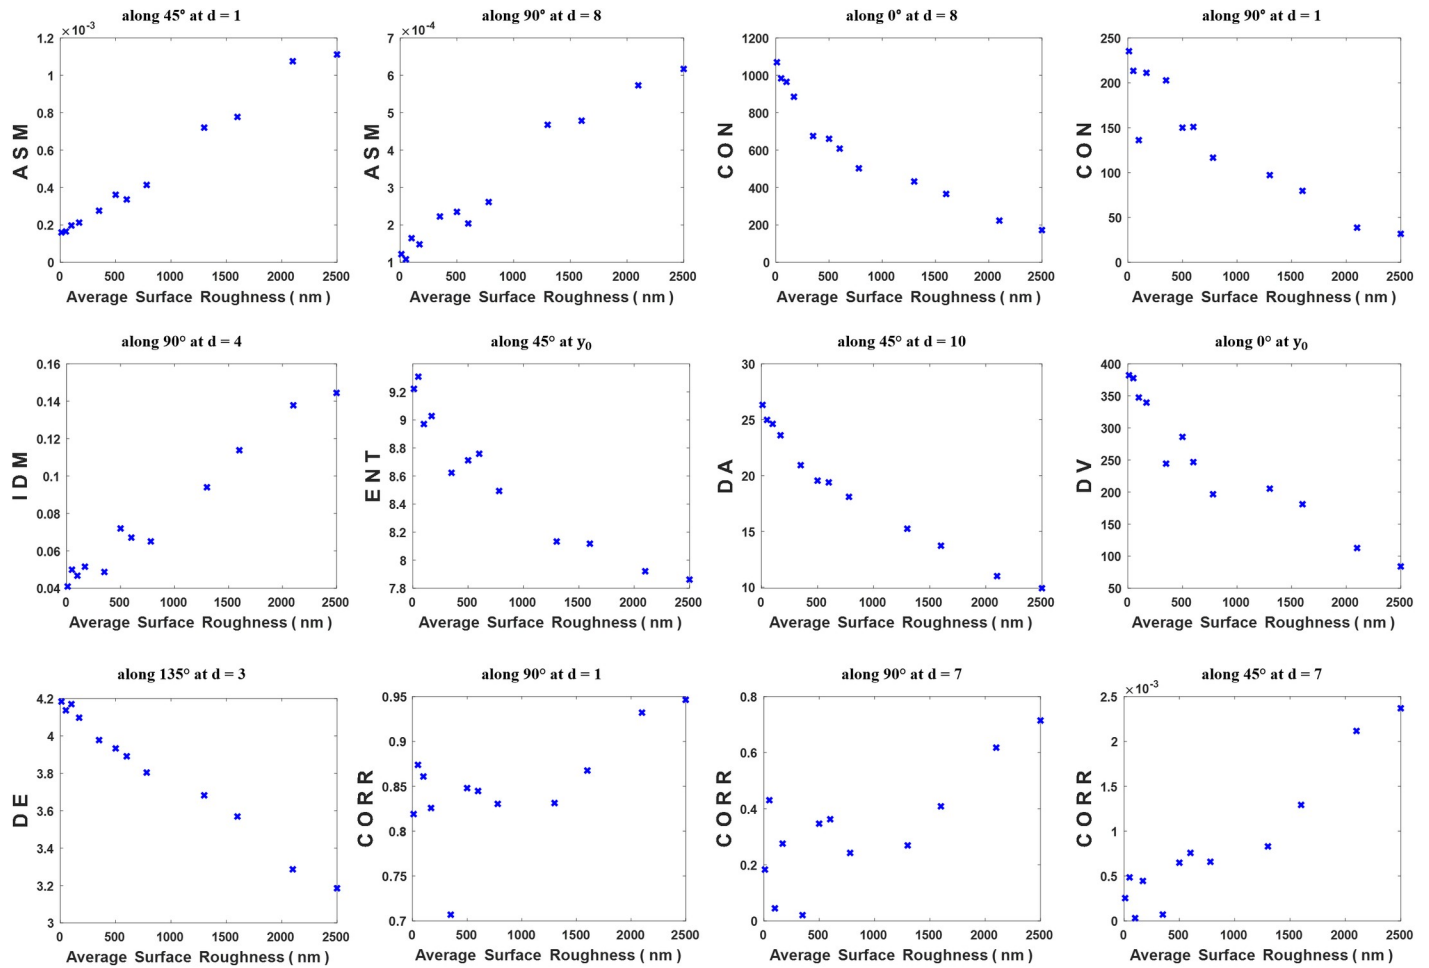 along 45° at d = 1
×10⁻³
1.2
1
0.8
0.6
0.4
0.2
0
0 500 1000 1500 2000 2500
A S M
Average Surface Roughness ( nm )
along 90° at d = 8
×10⁻⁴
7
6
5
4
3
2
1
0 500 1000 1500 2000 2500
A S M
Average Surface Roughness ( nm )
along 0° at d = 8
1200
1000
800
600
400
200
0
0 500 1000 1500 2000 2500
C O N
Average Surface Roughness ( nm )
along 90° at d = 1
250
200
150
100
50
0
0 500 1000 1500 2000 2500
C O N
Average Surface Roughness ( nm )
along 90° at d = 4
0.16
0.14
0.12
0.1
0.08
0.06
0.04
0 500 1000 1500 2000 2500
I D M
Average Surface Roughness ( nm )
along 45° at y₀
9.2
9
8.8
8.6
8.4
8.2
8
7.8
0 500 1000 1500 2000 2500
E N T
Average Surface Roughness ( nm )
along 45° at d = 10
30
25
20
15
10
0 500 1000 1500 2000 2500
D A
Average Surface Roughness ( nm )
along 0° at y₀
400
350
300
250
200
150
100
50
0 500 1000 1500 2000 2500
D V
Average Surface Roughness ( nm )
along 135° at d = 3
4.2
4
3.8
3.6
3.4
3.2
3
0 500 1000 1500 2000 2500
D E
Average Surface Roughness ( nm )
along 90° at d = 1
0.95
0.9
0.85
0.8
0.75
0.7
0 500 1000 1500 2000 2500
C O R R
Average Surface Roughness ( nm )
along 90° at d = 7
0.8
0.6
0.4
0.2
0
0 500 1000 1500 2000 2500
C O R R
Average Surface Roughness ( nm )
along 45° at d = 7
×10⁻³
2.5
2
1.5
1
0.5
0
0 500 1000 1500 2000 2500
C O R R
Average Surface Roughness ( nm )